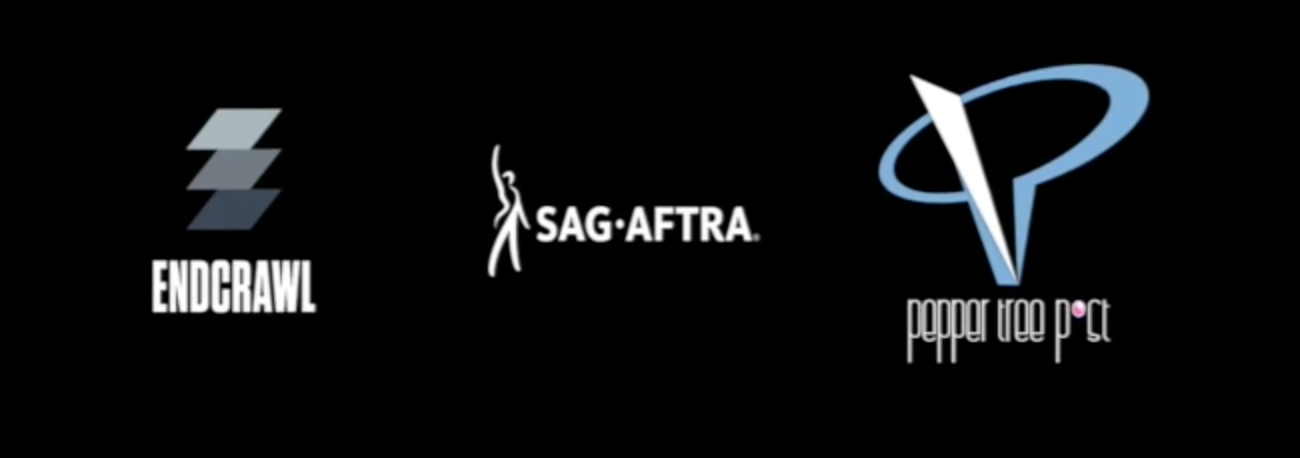 ENDCRAWL
SAG·AFTRA®
pepper tree post